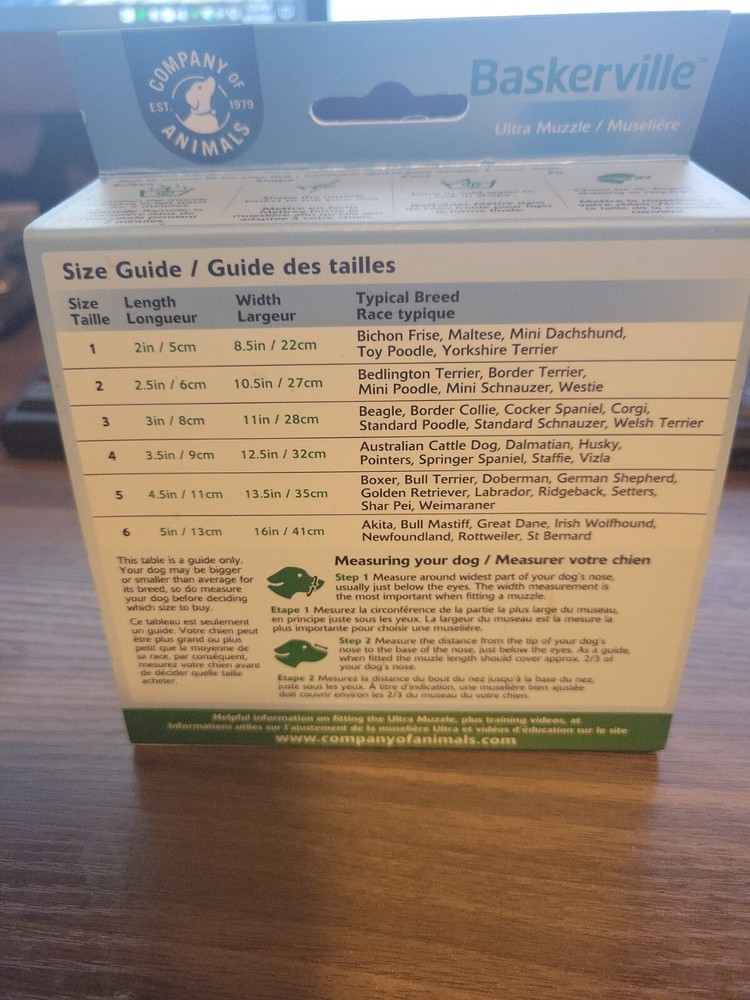 COMPANY OF
EST. 1979
ANIMALS
Baskerville™
Ultra Muzzle / Muselière
Size Guide / Guide des tailles
Size Length Width Typical Breed
Taille Longueur Largeur Race typique
1 2in / 5cm 8.5in / 22cm Bichon Frise, Maltese, Mini Dachshund,
Toy Poodle, Yorkshire Terrier
2 2.5in / 6cm 10.5in / 27cm Bedlington Terrier, Border Terrier,
Mini Poodle, Mini Schnauzer, Westie
3 3in / 8cm 11in / 28cm Beagle, Border Collie, Cocker Spaniel, Corgi,
Standard Poodle, Standard Schnauzer, Welsh Terrier
4 3.5in / 9cm 12.5in / 32cm Australian Cattle Dog, Dalmatian, Husky,
Pointers, Springer Spaniel, Staffie, Vizla
5 4.5in / 11cm 13.5in / 35cm Boxer, Bull Terrier, Doberman, German Shepherd,
Golden Retriever, Labrador, Ridgeback, Setters,
Shar Pei, Weimaraner
6 5in / 13cm 16in / 41cm Akita, Bull Mastiff, Great Dane, Irish Wolfhound,
Newfoundland, Rottweiler, St Bernard
This table is a guide only.
Your dog may be bigger
or smaller than average for
its breed, so do measure
your dog before deciding
which size to buy.
Ce tableau est seulement
un guide. Votre chien peut
être plus grand ou plus
petit que la moyenne de
sa race, par conséquent,
mesurez votre chien avant
de décider quelle taille
acheter.
Measuring your dog / Measurer votre chien
Step 1 Measure around widest part of your dog's nose,
usually just below the eyes. The width measurement is
the most important when fitting a muzzle.
Etape 1 Mesurez la circonférence de la partie la plus large du museau,
en principe juste sous les yeux. La largeur du museau est la mesure la
plus importante pour choisir une muselière.
Step 2 Measure the distance from the tip of your dog's
nose to the base of the nose, just below the eyes. As a guide,
when fitted the muzle length should cover approx. 2/3 of
your dog's nose.
Etape 2 Mesurez la distance du bout du nez jusqu'à la base du nez,
juste sous les yeux. À titre d'indication, une muselière bien ajustée
doit couvrir environ les 2/3 du museau du votre chien.
Helpful information on fitting the Ultra Muzzle, plus training videos, at
Informations utiles sur l'ajustement de la muselière Ultra et vidéos d'éducation sur le site
www.companyofanimals.com